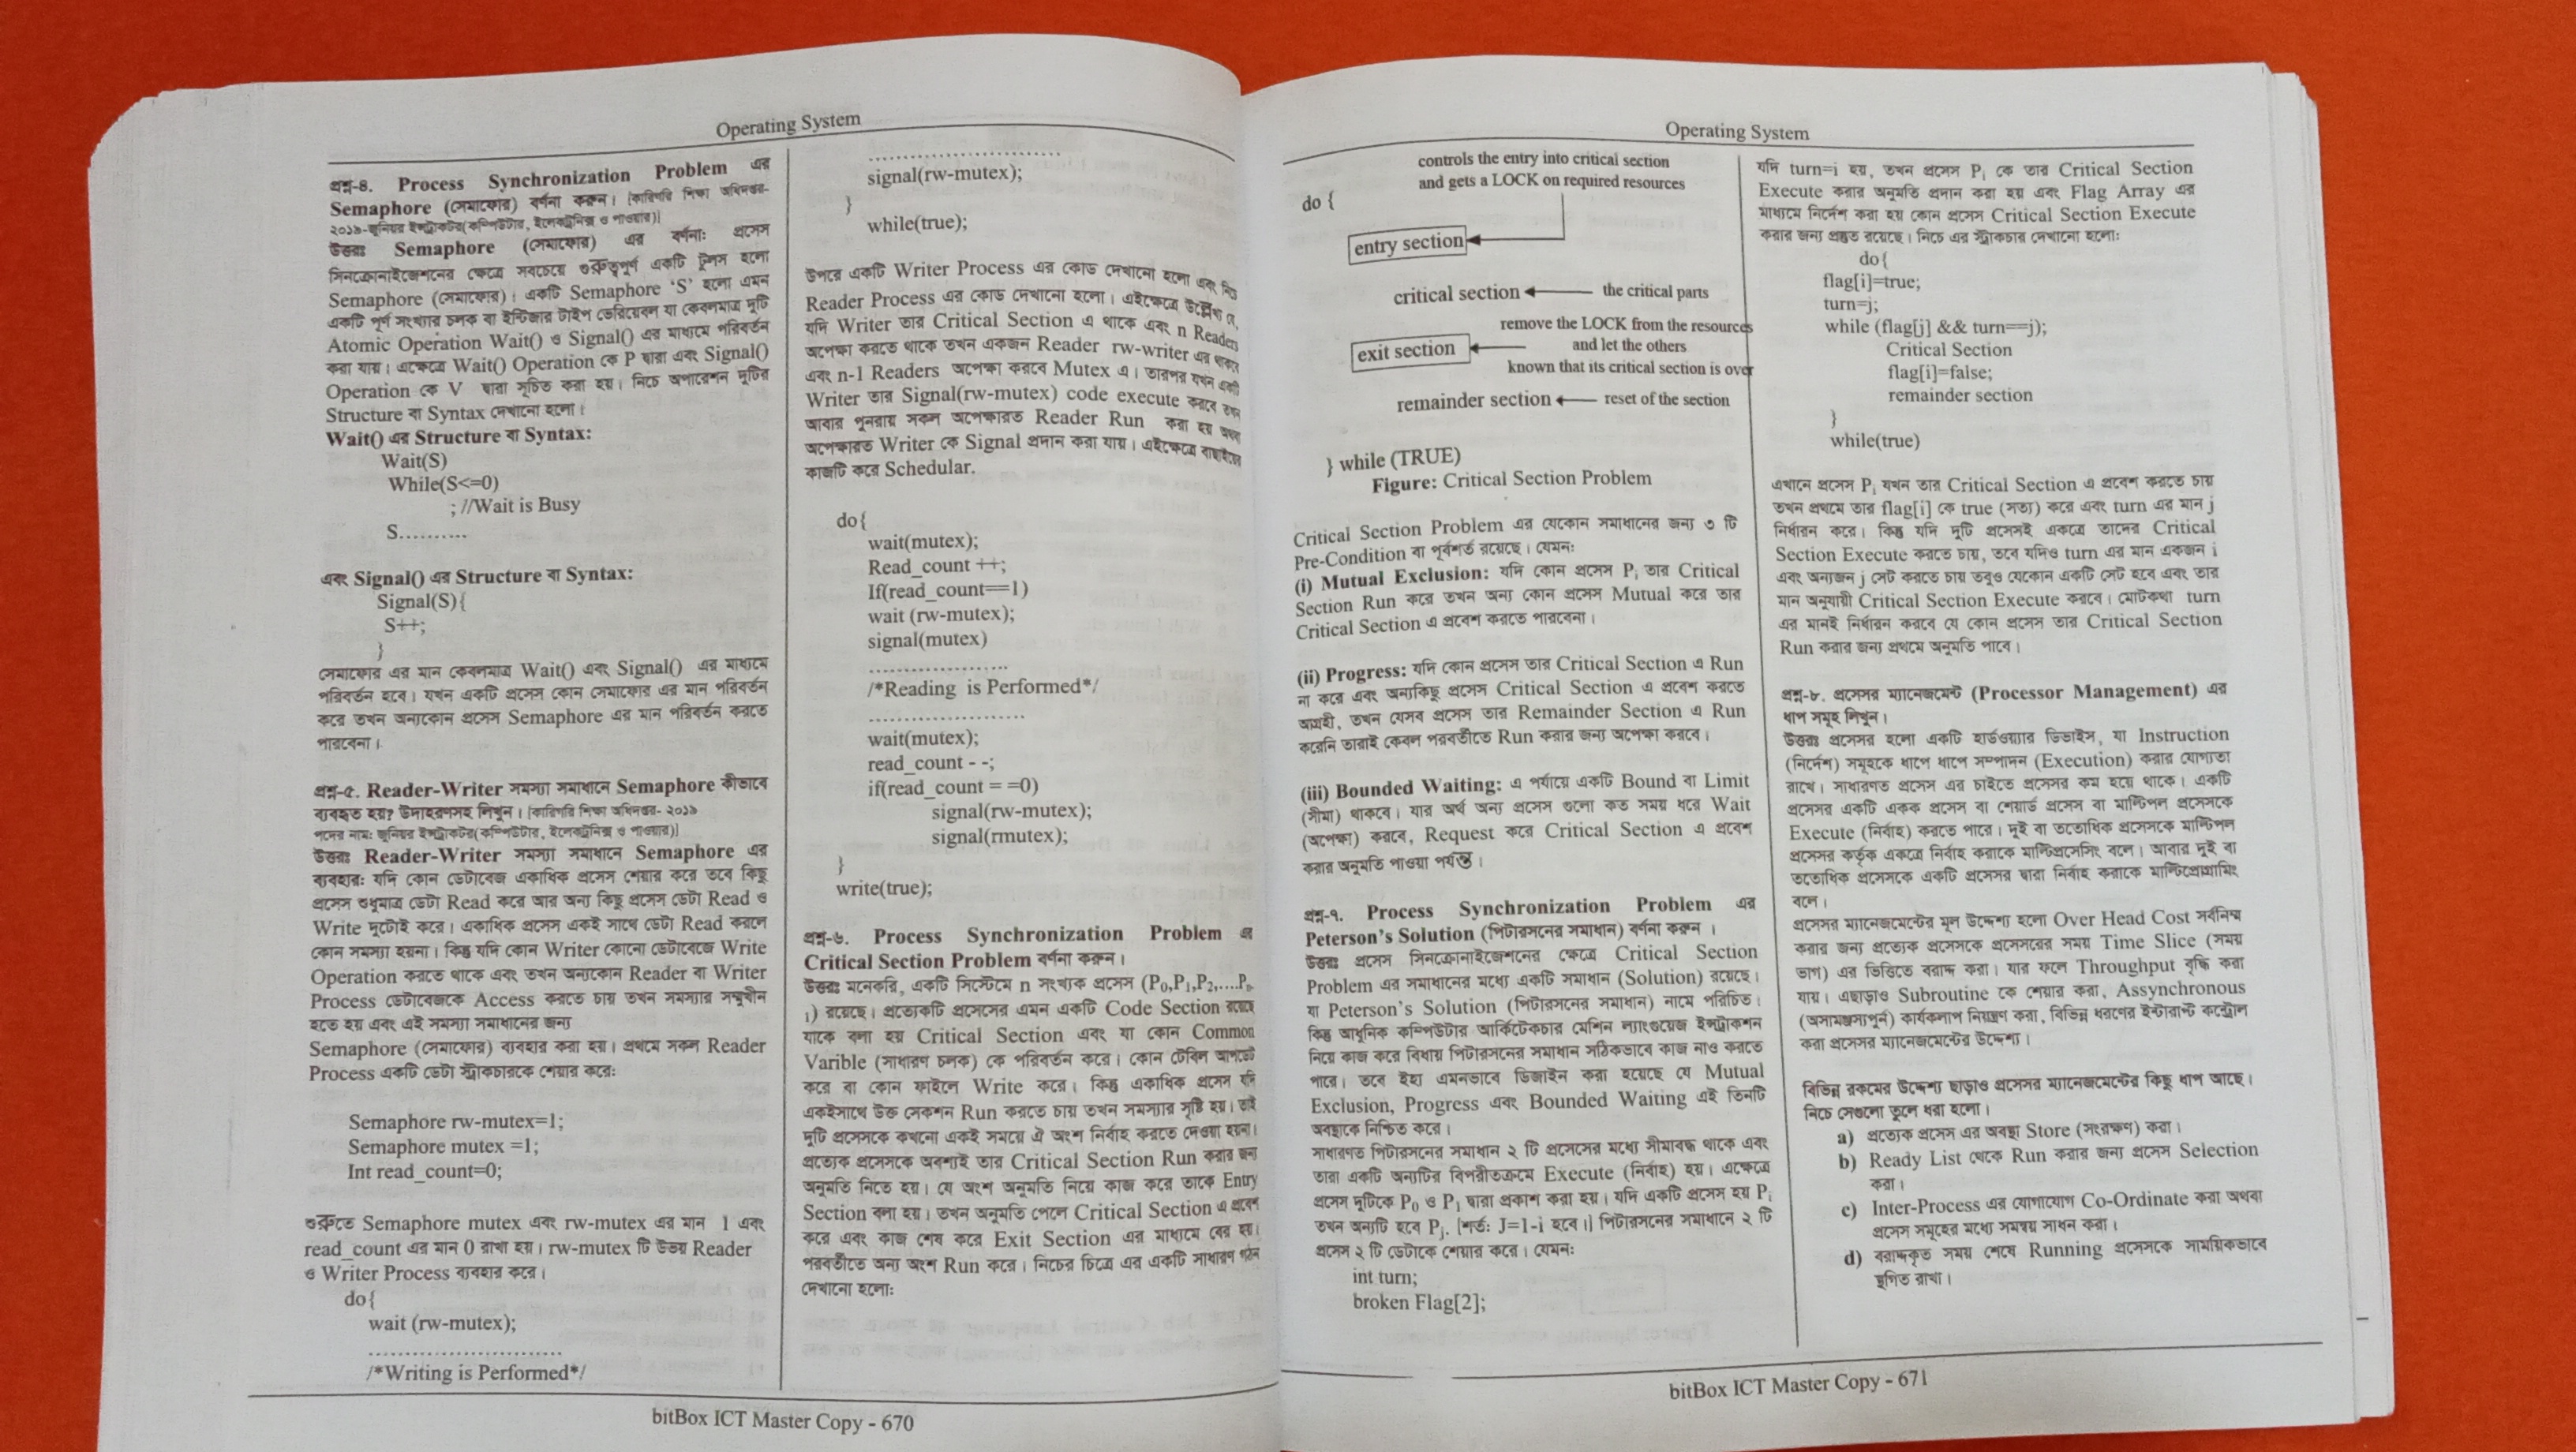 Operating System
প্রশ্ন-৪. Process Synchronization Problem এর
Semaphore (সেমাফোর) বর্ণনা করুন। [কারিগরি শিক্ষা অধিদপ্তর-
২০১৯-জুনিয়র ইন্সট্রাকটর(কম্পিউটার, ইলেকট্রনিক্স ও পাওয়ার)]
উত্তরঃ Semaphore (সেমাফোর) এর বর্ণনাঃ প্রসেস
সিনক্রোনাইজেশনের ক্ষেত্রে সবচেয়ে গুরুত্বপূর্ণ একটি টুলস হলো
Semaphore (সেমাফোর)। একটি Semaphore ‘S’ হলো এমন
একটি পূর্ণ সংখ্যার চলক বা ইন্টিজার টাইপ ভেরিয়েবল যা কেবলমাত্র দুটি
Atomic Operation Wait() ও Signal() এর মাধ্যমে পরিবর্তন
করা যায়। এক্ষেত্রে Wait() Operation কে P দ্বারা এবং Signal()
Operation কে V দ্বারা সূচিত করা হয়। নিচে অপারেশন দুটির
Structure বা Syntax দেখানো হলো।
Wait() এর Structure বা Syntax:
Wait(S)
While(S<=0)
; //Wait is Busy
S..........
এবং Signal() এর Structure বা Syntax:
Signal(S){
S++;
}
সেমাফোর এর মান কেবলমাত্র Wait() এবং Signal() এর মাধ্যমে
পরিবর্তন হবে। যখন একটি প্রসেস কোন সেমাফোর এর মান পরিবর্তন
করে তখন অন্যকোন প্রসেস Semaphore এর মান পরিবর্তন করতে
পারবেনা।
প্রশ্ন-৫. Reader-Writer সমস্যা সমাধানে Semaphore কীভাবে
ব্যবহৃত হয়? উদাহরণসহ লিখুন। [কারিগরি শিক্ষা অধিদপ্তর- ২০১৯
পদের নাম: জুনিয়র ইন্সট্রাকটর(কম্পিউটার, ইলেকট্রনিক্স ও পাওয়ার)]
উত্তরঃ Reader-Writer সমস্যা সমাধানে Semaphore এর
ব্যবহারঃ যদি কোন ডেটাবেজ একাধিক প্রসেস শেয়ার করে তবে কিছু
প্রসেস শুধুমাত্র ডেটা Read করে আর অন্য কিছু প্রসেস ডেটা Read ও
Write দুটোই করে। একাধিক প্রসেস একই সাথে ডেটা Read করলে
কোন সমস্যা হয়না। কিন্তু যদি কোন Writer কোনো ডেটাবেজে Write
Operation করতে থাকে এবং তখন অন্যকোন Reader বা Writer
Process ডেটাবেজকে Access করতে চায় তখন সমস্যার সম্মুখীন
হতে হয় এবং এই সমস্যা সমাধানের জন্য
Semaphore (সেমাফোর) ব্যবহার করা হয়। প্রথমে সকল Reader
Process একটি ডেটা স্ট্রাকচারকে শেয়ার করেঃ
Semaphore rw-mutex=1;
Semaphore mutex =1;
Int read_count=0;
শুরুতে Semaphore mutex এবং rw-mutex এর মান 1 এবং
read_count এর মান 0 রাখা হয়। rw-mutex টি উভয় Reader
ও Writer Process ব্যবহার করে।
do{
wait (rw-mutex);
..............................
/*Writing is Performed*/
..............................
signal(rw-mutex);
}
while(true);
উপরে একটি Writer Process এর কোড দেখানো হলো এবং নিচে
Reader Process এর কোড দেখানো হলো। এইক্ষেত্রে উল্লেখ্য যে,
যদি Writer তার Critical Section এ থাকে এবং n Readers
অপেক্ষা করতে থাকে তখন একজন Reader rw-writer এর থাকবে
এবং n-1 Readers অপেক্ষা করবে Mutex এ। তারপর যখন একটি
Writer তার Signal(rw-mutex) code execute করবে তখন
আবার পুনরায় সকল অপেক্ষারত Reader Run করা হয় অথবা
অপেক্ষারত Writer কে Signal প্রদান করা যায়। এইক্ষেত্রে বাছাইয়ের
কাজটি করে Schedular.
do{
wait(mutex);
Read_count ++;
If(read_count==1)
wait (rw-mutex);
signal(mutex)
.....................
/*Reading is Performed*/
........................
wait(mutex);
read_count - -;
if(read_count = =0)
signal(rw-mutex);
signal(rmutex);
}
write(true);
প্রশ্ন-৬. Process Synchronization Problem এ
Critical Section Problem বর্ণনা করুন।
উত্তরঃ মনেকরি, একটি সিস্টেমে n সংখ্যক প্রসেস (P0,P1,P2,....Pn-
1) রয়েছে। প্রত্যেকটি প্রসেসের এমন একটি Code Section রয়েছে
যাকে বলা হয় Critical Section এবং যা কোন Common
Varible (সাধারণ চলক) কে পরিবর্তন করে। কোন টেবিল আপডেট
করে বা কোন ফাইলে Write করে। কিন্তু একাধিক প্রসেস যদি
একইসাথে উক্ত সেকশন Run করতে চায় তখন সমস্যার সৃষ্টি হয়। তাই
দুটি প্রসেসকে কখনো একই সময়ে ঐ অংশ নির্বাহ করতে দেওয়া হয়না।
প্রত্যেক প্রসেসকে অবশ্যই তার Critical Section Run করার জন্য
অনুমতি নিতে হয়। যে অংশ অনুমতি নিয়ে কাজ করে তাকে Entry
Section বলা হয়। তখন অনুমতি পেলে Critical Section এ প্রবেশ
করে এবং কাজ শেষ করে Exit Section এর মাধ্যমে বের হয়।
পরবর্তীতে অন্য অংশ Run করে। নিচের চিত্রে এর একটি সাধারণ গঠন
দেখানো হলোঃ
bitBox ICT Master Copy - 670
Operating System
controls the entry into critical section
and gets a LOCK on required resources
do {
entry section
critical section
the critical parts
remove the LOCK from the resources
exit section
and let the others
known that its critical section is over
remainder section
reset of the section
} while (TRUE)
Figure: Critical Section Problem
Critical Section Problem এর যেকোন সমাধানের জন্য ৩ টি
Pre-Condition বা পূর্বশর্ত রয়েছে। যেমনঃ
(i) Mutual Exclusion: যদি কোন প্রসেস Pi তার Critical
Section Run করে তখন অন্য কোন প্রসেস Mutual করে তার
Critical Section এ প্রবেশ করতে পারবেনা।
(ii) Progress: যদি কোন প্রসেস তার Critical Section এ Run
না করে এবং অন্যকিছু প্রসেস Critical Section এ প্রবেশ করতে
আগ্রহী, তখন যেসব প্রসেস তার Remainder Section এ Run
করেনি তারাই কেবল পরবর্তীতে Run করার জন্য অপেক্ষা করবে।
(iii) Bounded Waiting: এ পর্যায়ে একটি Bound বা Limit
(সীমা) থাকবে। যার অর্থ অন্য প্রসেস গুলো কত সময় ধরে Wait
(অপেক্ষা) করবে, Request করে Critical Section এ প্রবেশ
করার অনুমতি পাওয়া পর্যন্ত।
প্রশ্ন-৭. Process Synchronization Problem এর
Peterson’s Solution (পিটারসনের সমাধান) বর্ণনা করুন ।
উত্তরঃ প্রসেস সিনক্রোনাইজেশনের ক্ষেত্রে Critical Section
Problem এর সমাধানের মধ্যে একটি সমাধান (Solution) রয়েছে।
যা Peterson’s Solution (পিটারসনের সমাধান) নামে পরিচিত।
কিন্তু আধুনিক কম্পিউটার আর্কিটেকচার মেশিন ল্যাংগুয়েজ ইন্সট্রাকশন
নিয়ে কাজ করে বিধায় পিটারসনের সমাধান সঠিকভাবে কাজ নাও করতে
পারে। তবে ইহা এমনভাবে ডিজাইন করা হয়েছে যে Mutual
Exclusion, Progress এবং Bounded Waiting এই তিনটি
অবস্থাকে নিশ্চিত করে।
সাধারণত পিটারসনের সমাধান ২ টি প্রসেসের মধ্যে সীমাবদ্ধ থাকে এবং
তারা একটি অন্যটির বিপরীতক্রমে Execute (নির্বাহ) হয়। এক্ষেত্রে
প্রসেস দুটিকে P0 ও P1 দ্বারা প্রকাশ করা হয়। যদি একটি প্রসেস হয় Pi
তখন অন্যটি হবে Pj. [শর্ত: J=1-i হবে।] পিটারসনের সমাধানে ২ টি
প্রসেস ২ টি ডেটাকে শেয়ার করে। যেমনঃ
int turn;
broken Flag[2];
যদি turn=i হয়, তখন প্রসেস Pi কে তার Critical Section
Execute করার অনুমতি প্রদান করা হয় এবং Flag Array এর
মাধ্যমে নির্দেশ করা হয় কোন প্রসেস Critical Section Execute
করার জন্য প্রস্তুত রয়েছে। নিচে এর স্ট্রাকচার দেখানো হলোঃ
do{
flag[i]=true;
turn=j;
while (flag[j] && turn==j);
Critical Section
flag[i]=false;
remainder section
}
while(true)
এখানে প্রসেস Pi যখন তার Critical Section এ প্রবেশ করতে চায়
তখন প্রথমে তার flag[i] কে true (সত্য) করে এবং turn এর মান j
নির্ধারন করে। কিন্তু যদি দুটি প্রসেসই একত্রে তাদের Critical
Section Execute করতে চায়, তবে যদিও turn এর মান একজন i
এবং অন্যজন j সেট করতে চায় তবুও যেকোন একটি সেট হবে এবং তার
মান অনুযায়ী Critical Section Execute করবে। মোটকথা turn
এর মানই নির্ধারন করবে যে কোন প্রসেস তার Critical Section
Run করার জন্য প্রথমে অনুমতি পাবে।
প্রশ্ন-৮. প্রসেসর ম্যানেজমেন্ট (Processor Management) এর
ধাপ সমূহ লিখুন।
উত্তরঃ প্রসেসর হলো একটি হার্ডওয়্যার ডিভাইস, যা Instruction
(নির্দেশ) সমূহকে ধাপে ধাপে সম্পাদন (Execution) করার যোগ্যতা
রাখে। সাধারণত প্রসেস এর চাইতে প্রসেসর কম হয়ে থাকে। একটি
প্রসেসর একটি একক প্রসেস বা শেয়ার্ড প্রসেস বা মাল্টিপল প্রসেসকে
Execute (নির্বাহ) করতে পারে। দুই বা ততোধিক প্রসেসকে মাল্টিপল
প্রসেসর কর্তৃক একত্রে নির্বাহ করাকে মাল্টিপ্রসেসিং বলে। আবার দুই বা
ততোধিক প্রসেসকে একটি প্রসেসর দ্বারা নির্বাহ করাকে মাল্টিপ্রোগ্রামিং
বলে।
প্রসেসর ম্যানেজমেন্টের মূল উদ্দেশ্য হলো Over Head Cost সর্বনিম্ন
করার জন্য প্রত্যেক প্রসেসকে প্রসেসরের সময় Time Slice (সময়
ভাগ) এর ভিত্তিতে বরাদ্দ করা। যার ফলে Throughput বৃদ্ধি করা
যায়। এছাড়াও Subroutine কে শেয়ার করা, Assynchronous
(অসামঞ্জস্যপূর্ন) কার্যকলাপ নিয়ন্ত্রণ করা, বিভিন্ন ধরণের ইন্টারাপ্ট কন্ট্রোল
করা প্রসেসর ম্যানেজমেন্টের উদ্দেশ্য।
বিভিন্ন রকমের উদ্দেশ্য ছাড়াও প্রসেসর ম্যানেজমেন্টের কিছু ধাপ আছে।
নিচে সেগুলো তুলে ধরা হলো।
a) প্রত্যেক প্রসেস এর অবস্থা Store (সংরক্ষণ) করা।
b) Ready List থেকে Run করার জন্য প্রসেস Selection
করা।
c) Inter-Process এর যোগাযোগ Co-Ordinate করা অথবা
প্রসেস সমূহের মধ্যে সমন্বয় সাধন করা।
d) বরাদ্দকৃত সময় শেষে Running প্রসেসকে সাময়িকভাবে
স্থগিত রাখা।
bitBox ICT Master Copy - 671